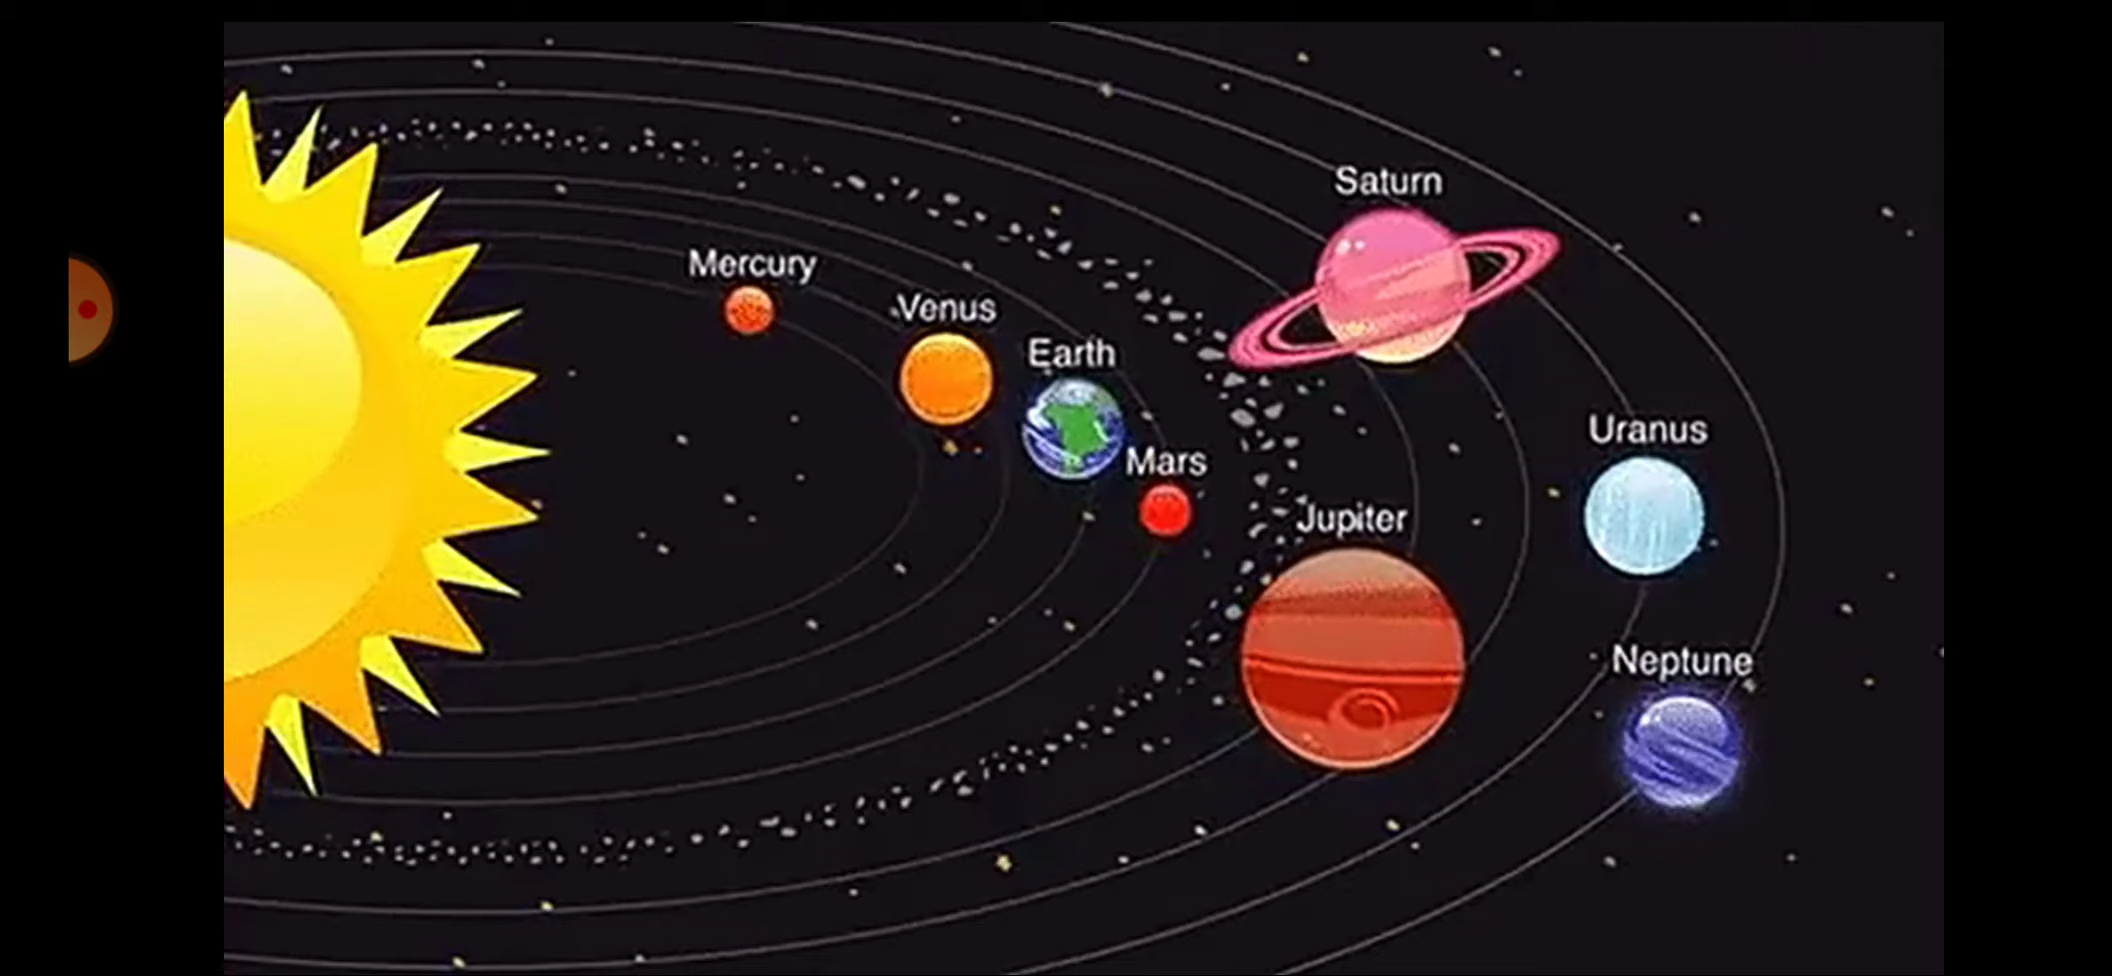 Saturn
Mercury
Venus
Earth
Uranus
Mars
Jupiter
Neptune